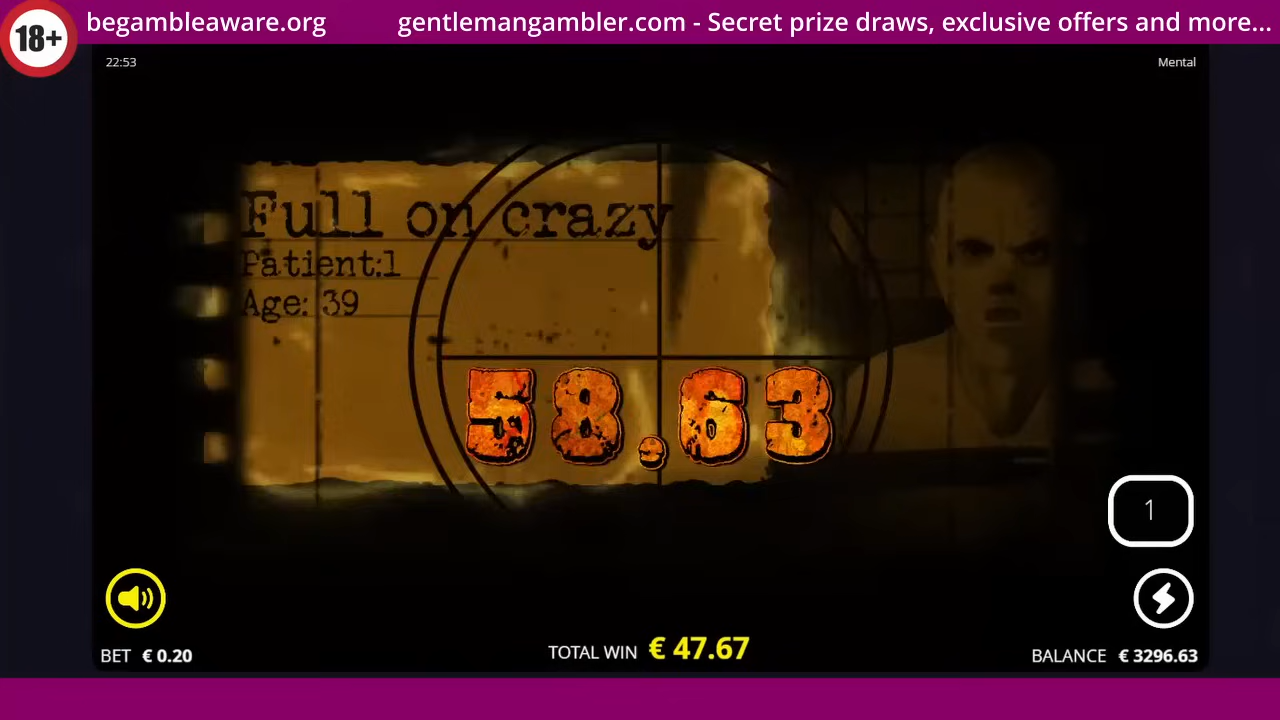 18+
begambleaware.org
gentlemangambler.com - Secret prize draws, exclusive offers and more...
22:53
Mental
Full on crazy
Patient:1
Age: 39
58.63
1
BET € 0.20
TOTAL WIN € 47.67
BALANCE € 3296.63